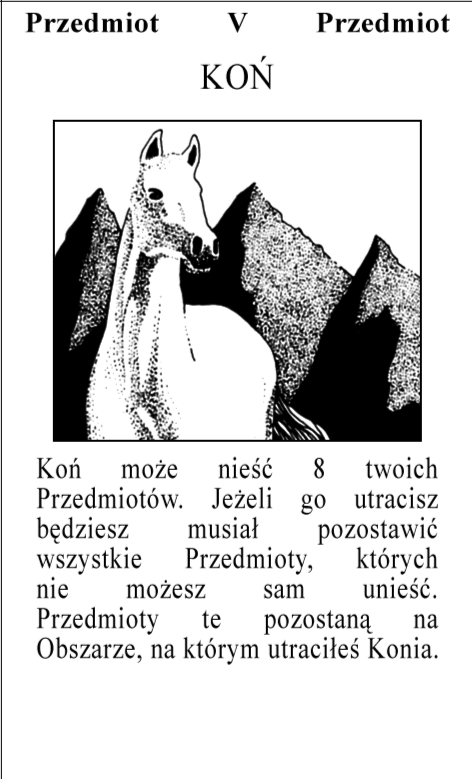 Przedmiot V Przedmiot
KOŃ
Koń może nieść 8 twoich
Przedmiotów. Jeżeli go utracisz
będziesz musiał pozostawić
wszystkie Przedmioty, których
nie możesz sam unieść.
Przedmioty te pozostaną na
Obszarze, na którym utraciłeś Konia.